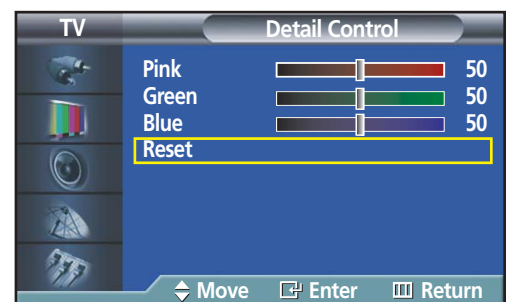 TV Detail Control
Pink 50
Green 50
Blue 50
Reset
Move Enter Return